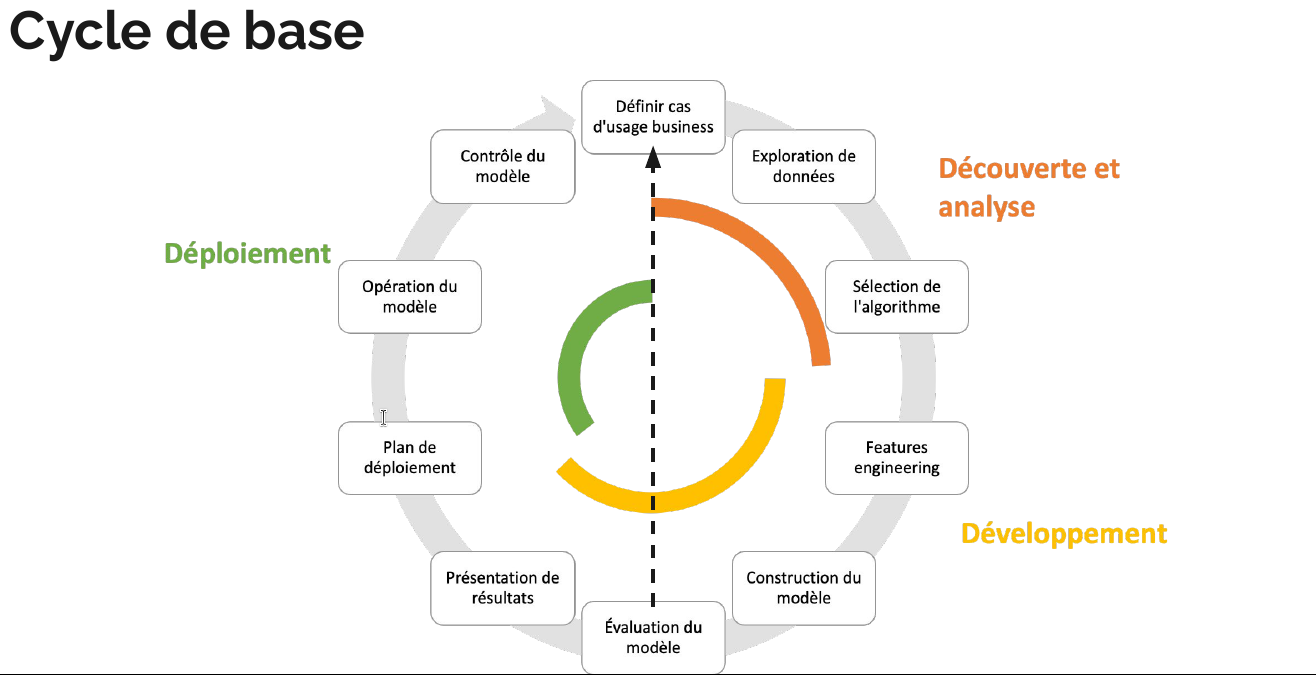 Cycle de base
Définir cas
d'usage business
Exploration de
données
Découverte et
analyse
Sélection de
l'algorithme
Features
engineering
Développement
Construction du
modèle
Évaluation du
modèle
Présentation de
résultats
Plan de
déploiement
Opération du
modèle
Déploiement
Contrôle du
modèle